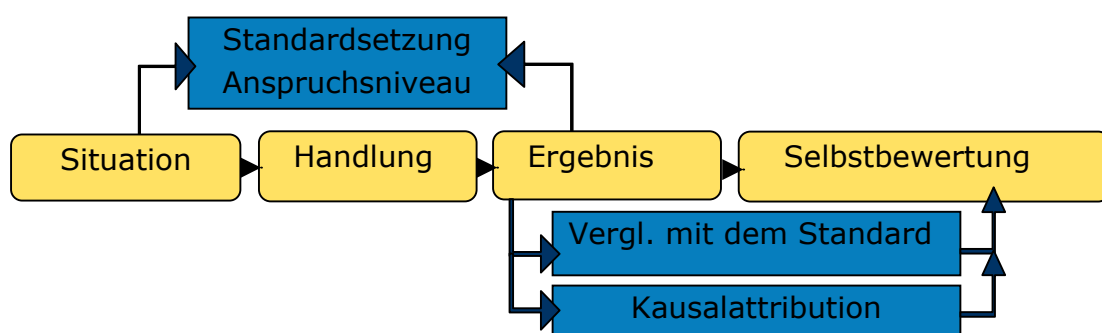 Standardsetzung
Anspruchsniveau
Situation
Handlung
Ergebnis
Selbstbewertung
Vergl. mit dem Standard
Kausalattribution